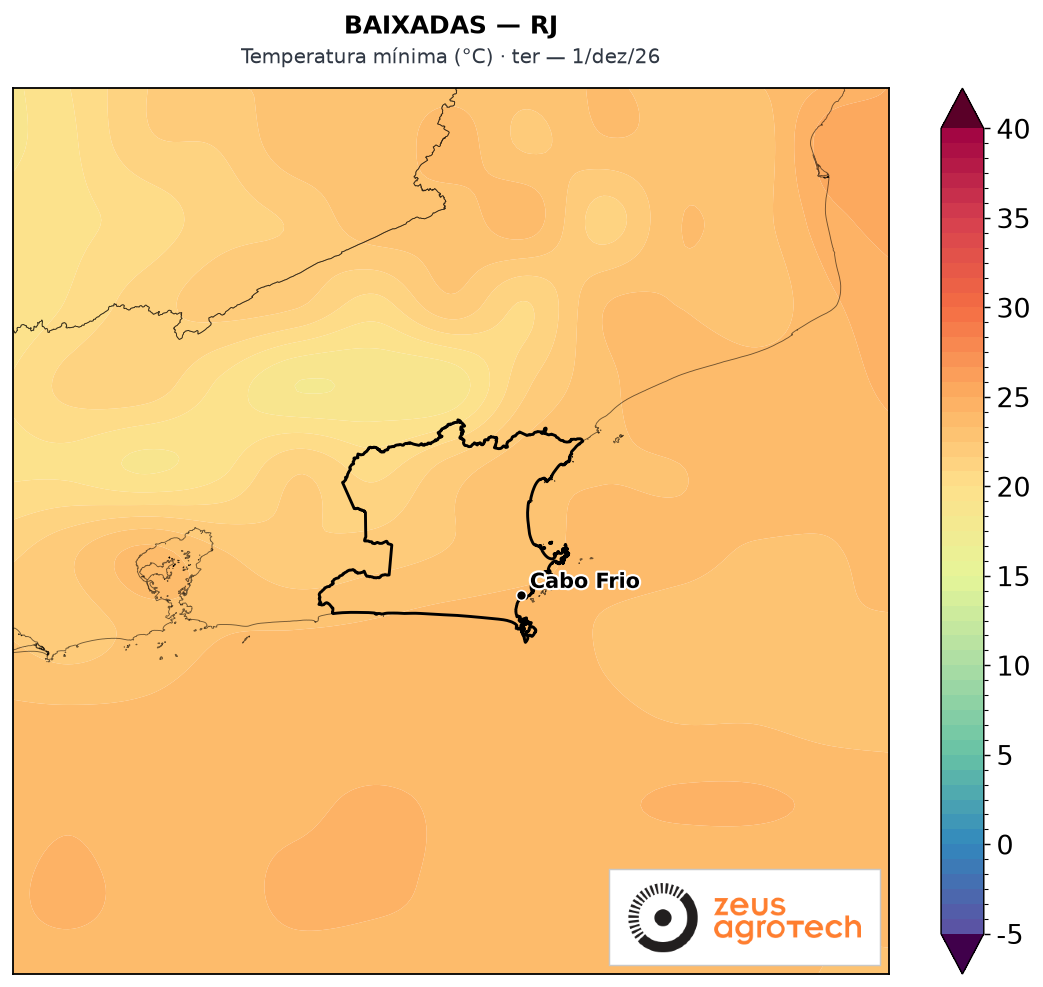 BAIXADAS — RJ
Temperatura mínima (°C) · ter — 1/dez/26
40
35
30
25
20
15
10
5
0
-5
Cabo Frio
zeus
agrotech